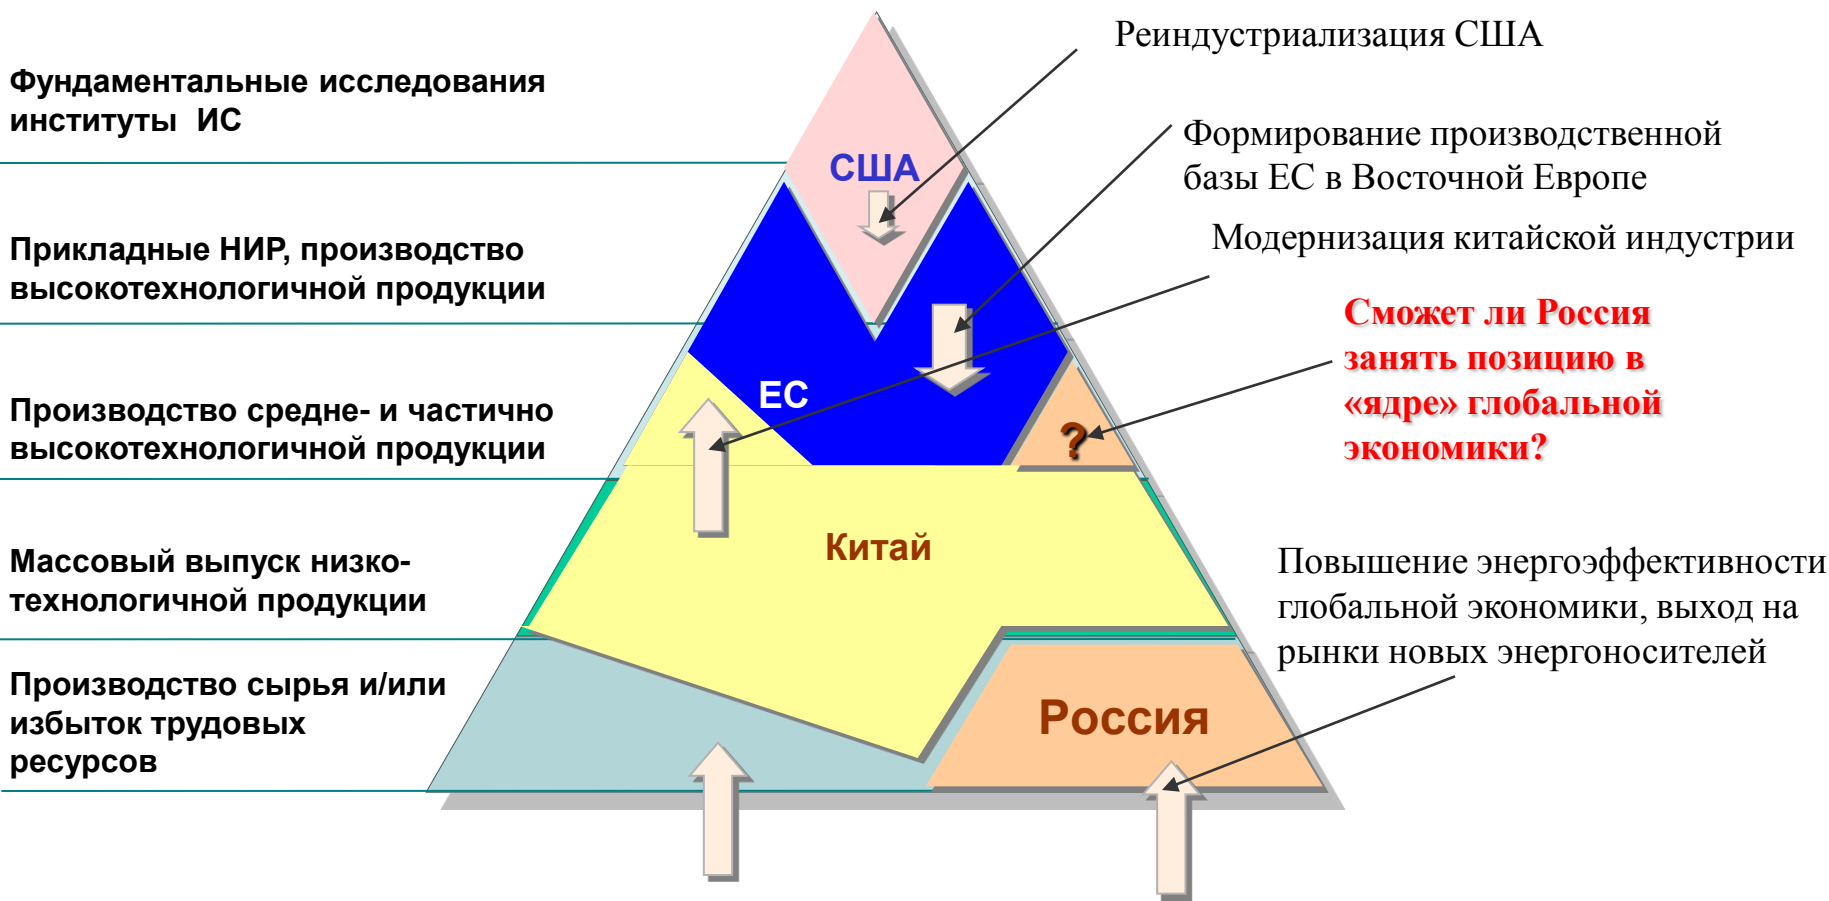 Реиндустриализация США
Фундаментальные исследования
институты ИС
Формирование производственной
базы ЕС в Восточной Европе
США
Модернизация китайской индустрии
Прикладные НИР, производство
высокотехнологичной продукции
Сможет ли Россия
занять позицию в
«ядре» глобальной
экономики?
ЕС
Производство средне- и частично
высокотехнологичной продукции
?
Китай
Массовый выпуск низко-
технологичной продукции
Повышение энергоэффективности
глобальной экономики, выход на
рынки новых энергоносителей
Производство сырья и/или
избыток трудовых
ресурсов
Россия